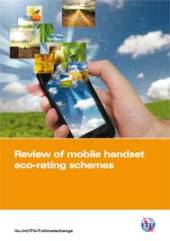 Review of mobile handset
eco-rating schemes
itu.int/ITU-T/climatechange